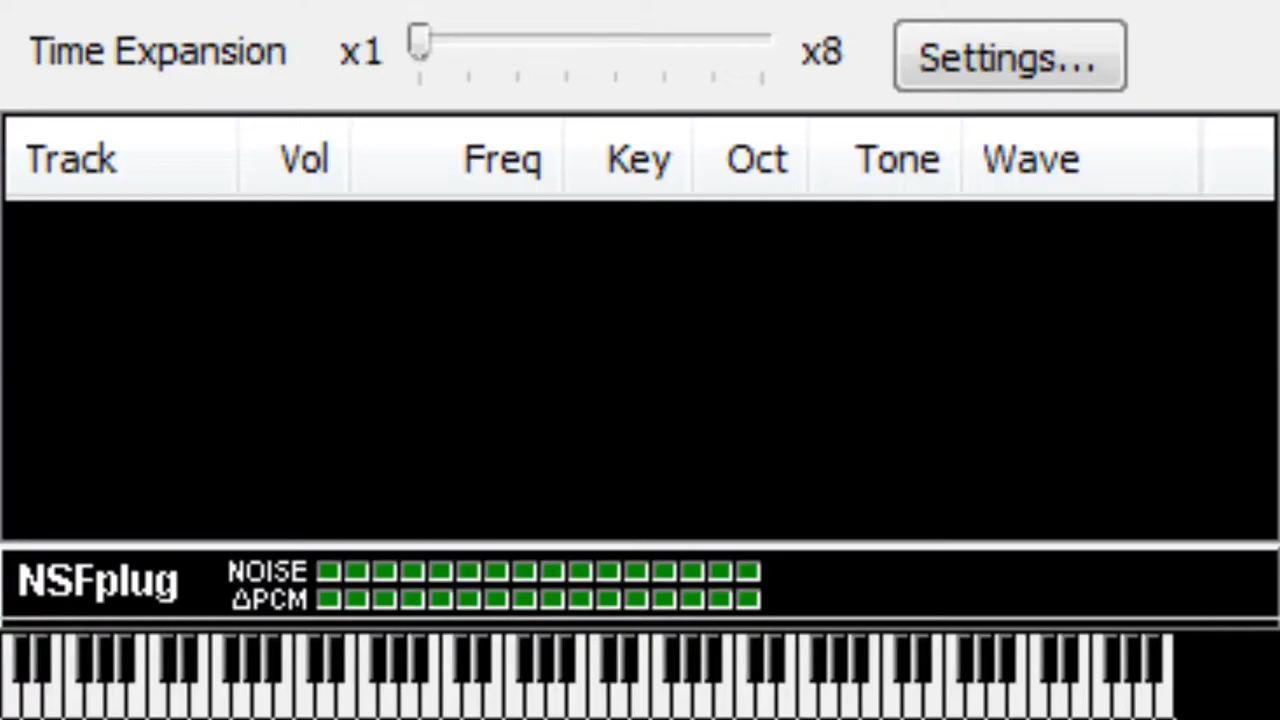 Time Expansion x1 x8 Settings...
Track Vol Freq Key Oct Tone Wave
NSFplug NOISE
ΔPCM